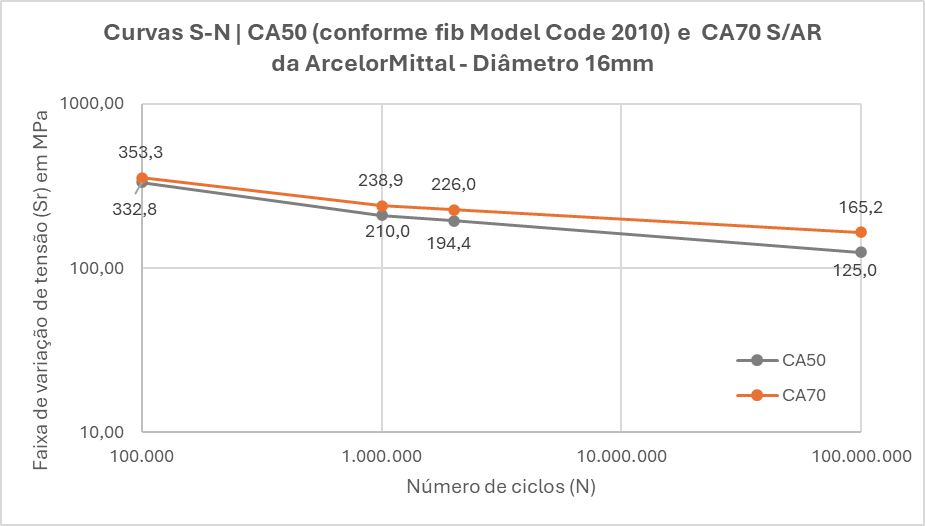 Curvas S-N | CA50 (conforme fib Model Code 2010) e CA70 S/AR
da ArcelorMittal - Diâmetro 16mm
Faixa de variação de tensão (Sr) em MPa
1000,00
100,00
10,00
353,3
332,8
238,9
210,0
226,0
194,4
165,2
125,0
CA50
CA70
100.000
1.000.000
10.000.000
100.000.000
Número de ciclos (N)